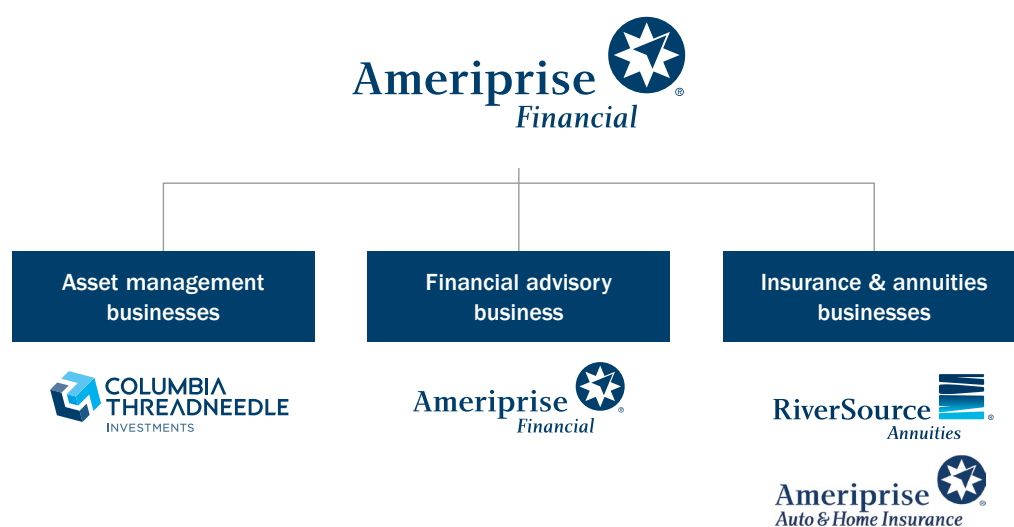 Ameriprise
Financial
Asset management
businesses
Financial advisory
business
Insurance & annuities
businesses
COLUMBIA
THREADNEEDLE
INVESTMENTS
Ameriprise
Financial
RiverSource
Annuities
Ameriprise
Auto & Home Insurance